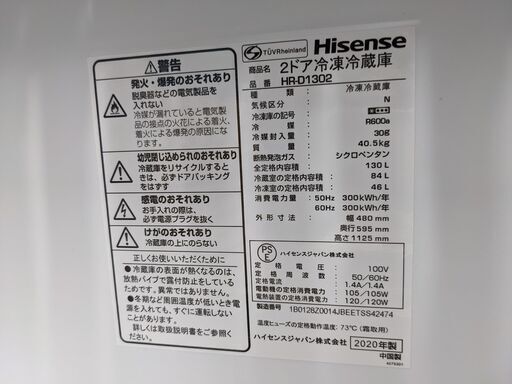 警告
発火・爆発のおそれあり
脱臭器などの電気製品を
入れない
冷媒が漏れていると電気製
品の接点の火花による着火、
着火による爆発の原因に
なります。
幼児閉じ込められのおそれあり
冷蔵庫をリサイクルすると
きは、必ずドアパッキング
をはずす
感電のおそれあり
お手入れの際は、
必ず電源プラグを抜く
けがのおそれあり
冷蔵庫の上にのらない
正しくお使いいただくために
●冷蔵庫の表面が熱くなるのは、
放熱パイプで露付防止をしている
ためです。異常ではありません。
●冬期など周囲温度が低いとき電
源を入れても、すぐに運転しない
ことがあります。
詳しくは取扱説明書をご覧ください。
TÜVRheinland Hisense
商品名 2ドア冷凍冷蔵庫
品番 HR-D1302
種類 : 冷凍冷蔵庫
気候区分 : N
冷凍庫の記号 :
冷媒 : R600a
冷媒封入量 : 30g
質量 : 40.5kg
断熱発泡ガス : シクロペンタン
全定格内容積 : 130 L
冷蔵室の定格内容積 : 84 L
冷凍室の定格内容積 : 46 L
消費電力量 : 50Hz 300kWh/年
60Hz 300kWh/年
外形寸法 : 幅 480 mm
奥行 595 mm
高さ 1125 mm
PSE ハイセンスジャパン株式会社
定格電圧 : 100V
定格周波数 : 50/60Hz
定格電流 : 1.4A/1.4A
電動機の定格消費電力 : 105/105W
電熱装置の定格消費電力 : 120/120W
製造番号 : 1B0128Z0014JBEETSS42474
温度ヒューズの定格動作温度: 73℃ (霜取用)
ハイセンスジャパン株式会社 2020年製
中国製